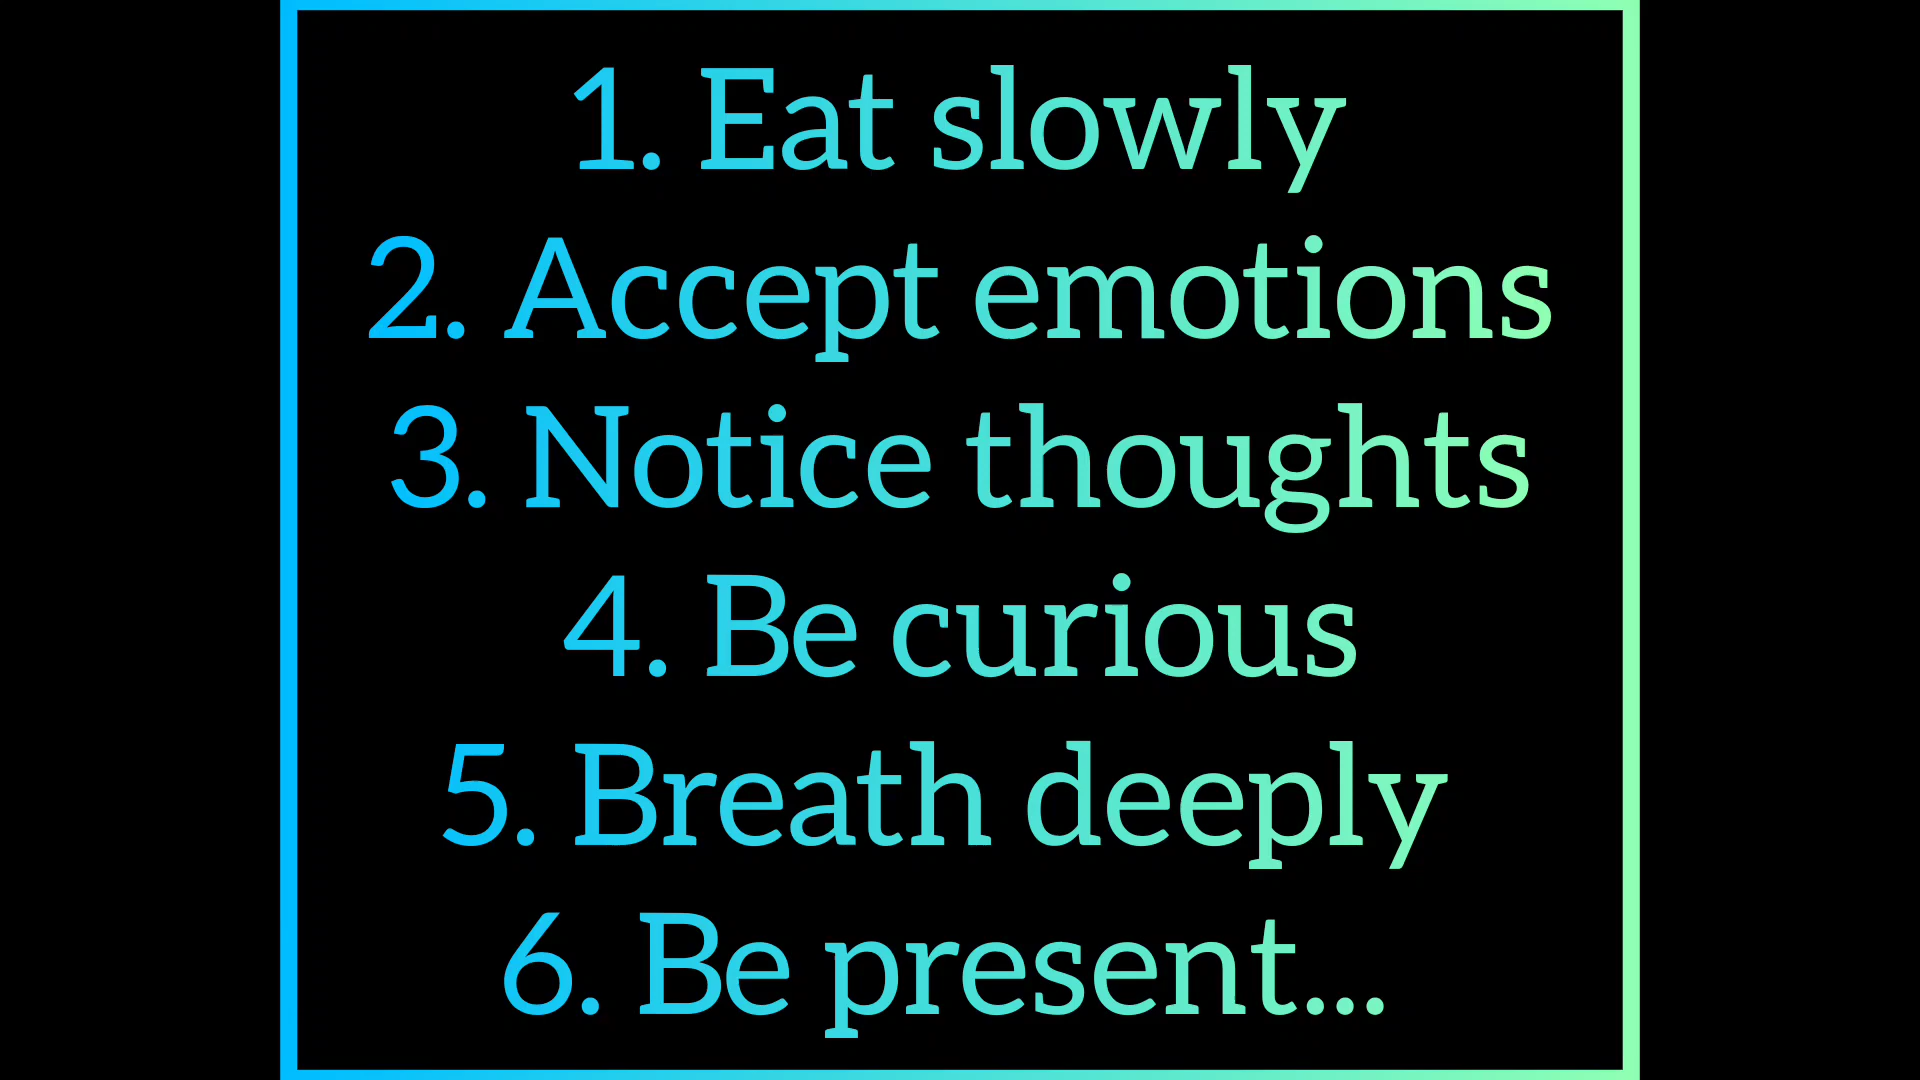 1. Eat slowly
2. Accept emotions
3. Notice thoughts
4. Be curious
5. Breath deeply
6. Be present...